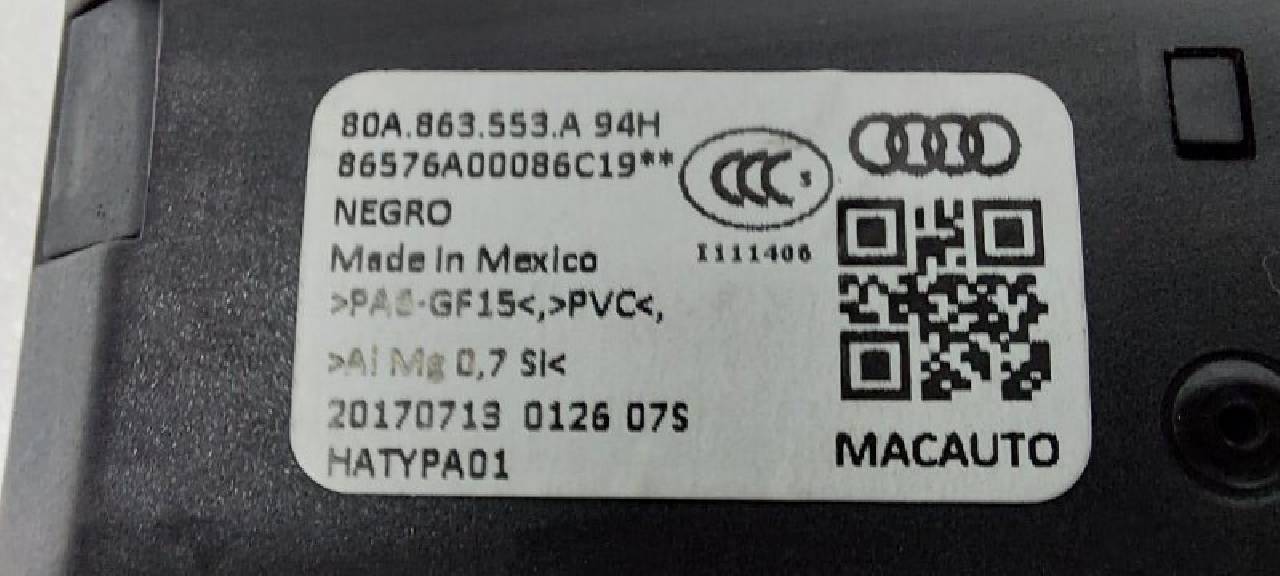 80A.863.553.A 94H
86576A00086C19**
NEGRO
Made In Mexico
>PA6-GF15<,>PVC<,
>Al Mg 0,7 Si<
20170713 0126 07S
HATYPA01
CCC S
I111406
MACAUTO